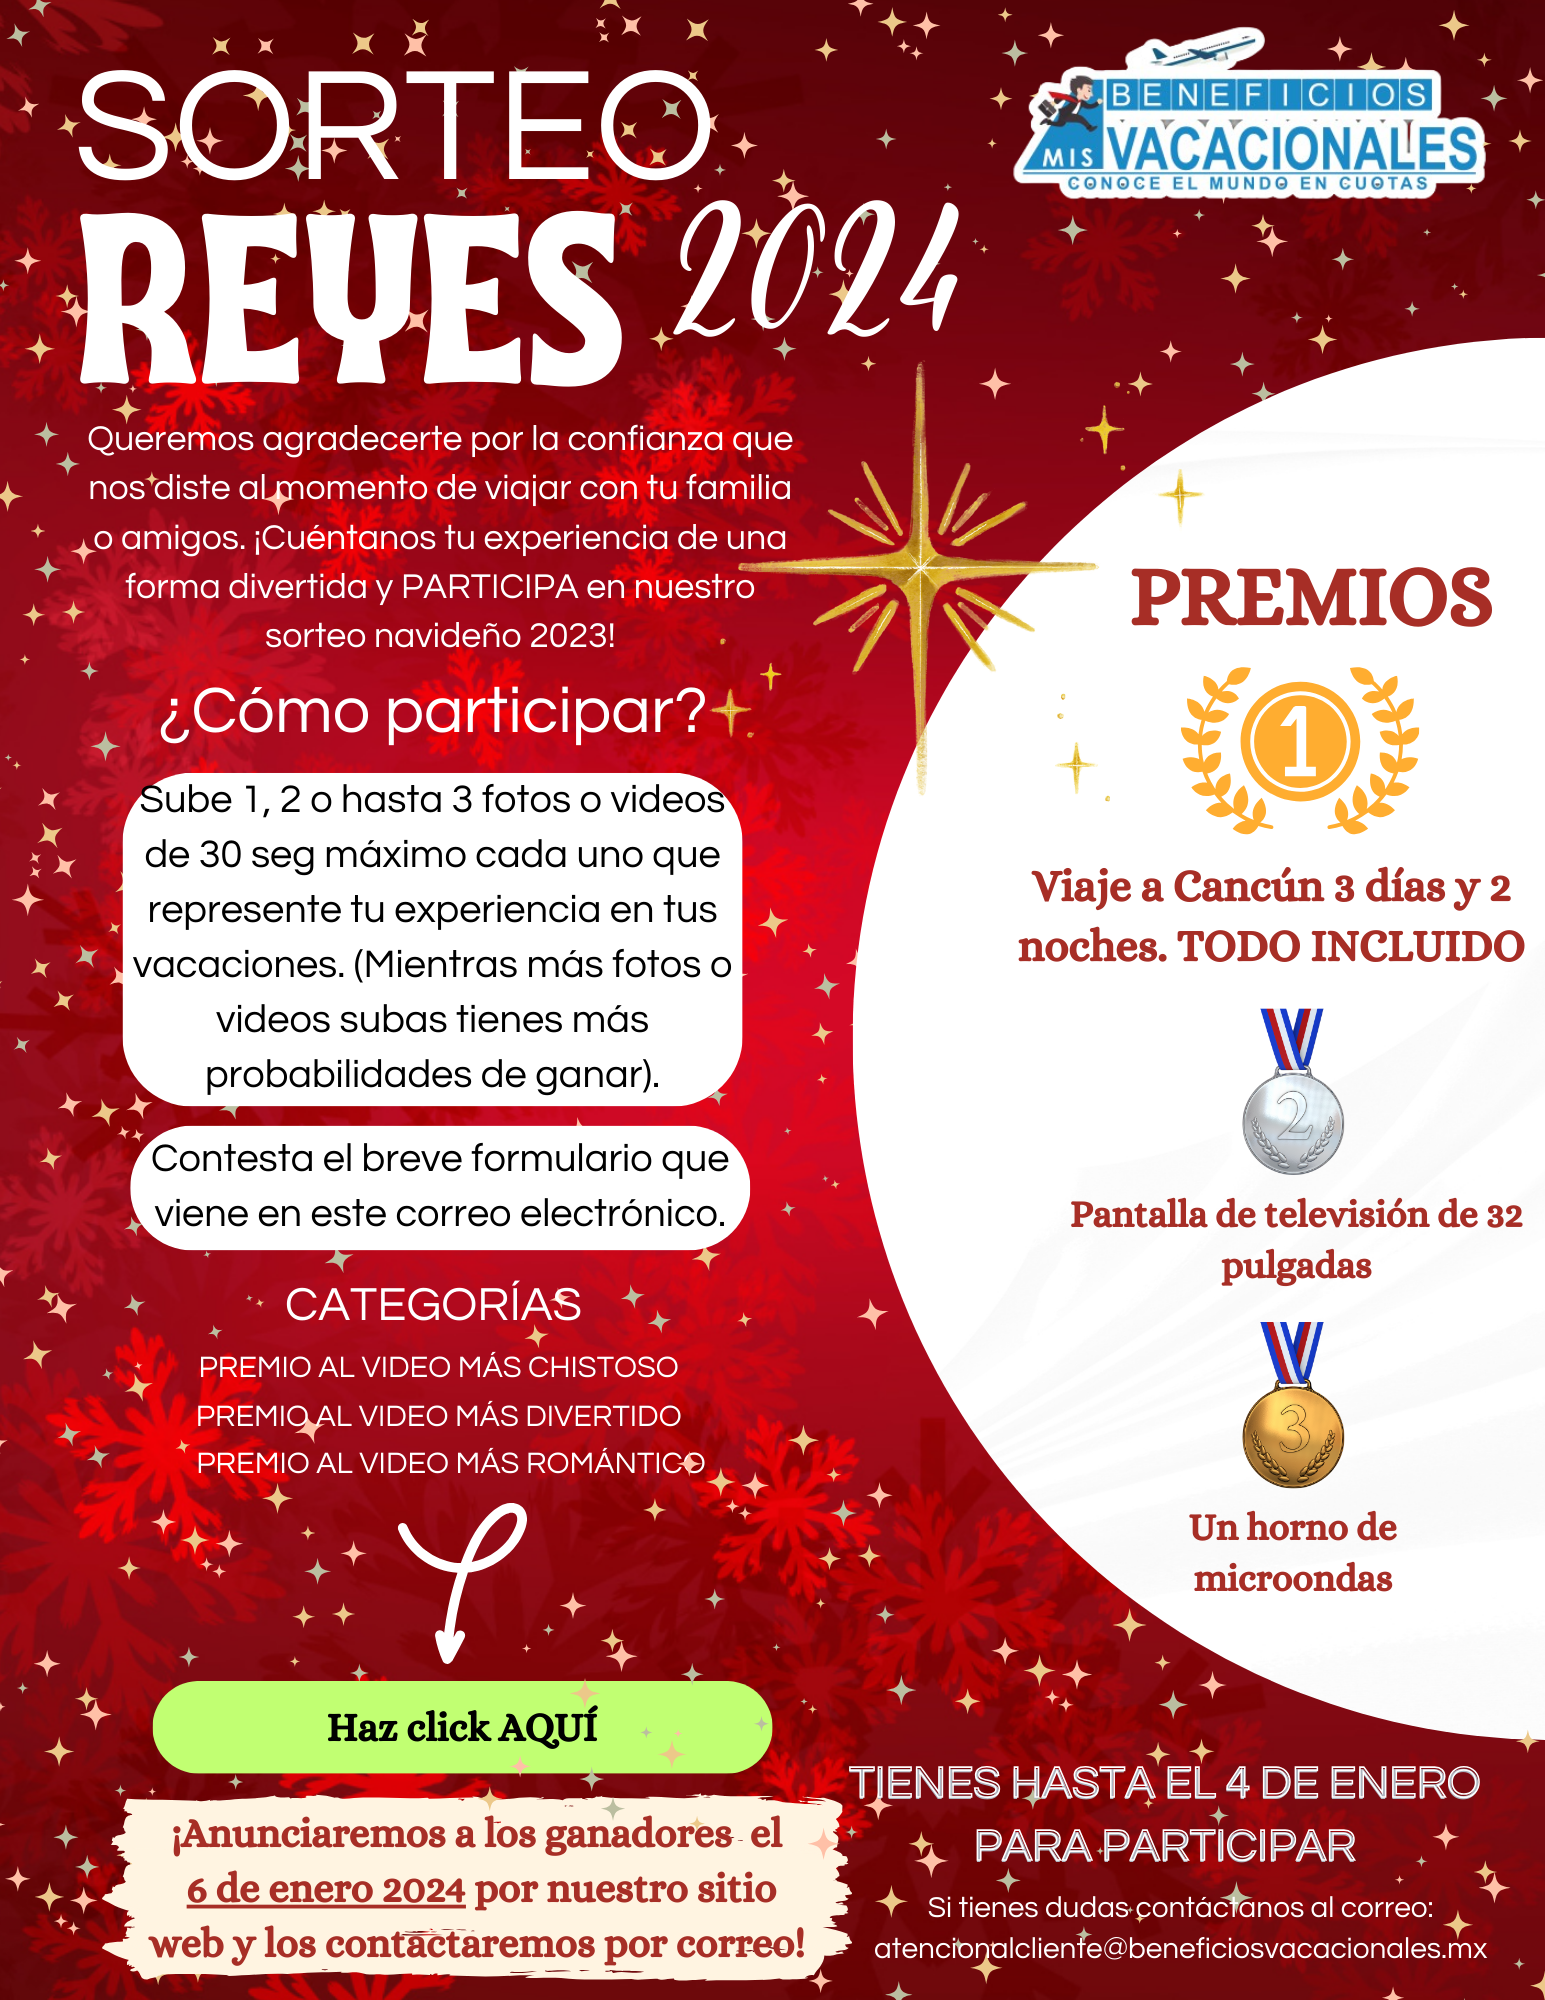 SORTEO
REYES 2024
BENEFICIOS
MIS VACACIONALES
CONOCE EL MUNDO EN CUOTAS
Queremos agradecerte por la confianza que
nos diste al momento de viajar con tu familia
o amigos. ¡Cuéntanos tu experiencia de una
forma divertida y PARTICIPA en nuestro
sorteo navideño 2023!
¿Cómo participar?
Sube 1, 2 o hasta 3 fotos o videos
de 30 seg máximo cada uno que
represente tu experiencia en tus
vacaciones. (Mientras más fotos o
videos subas tienes más
probabilidades de ganar).
Contesta el breve formulario que
viene en este correo electrónico.
CATEGORÍAS
PREMIO AL VIDEO MÁS CHISTOSO
PREMIO AL VIDEO MÁS DIVERTIDO
PREMIO AL VIDEO MÁS ROMÁNTICO
Haz click AQUÍ
¡Anunciaremos a los ganadores el
6 de enero 2024 por nuestro sitio
web y los contactaremos por correo!
PREMIOS
1
Viaje a Cancún 3 días y 2
noches. TODO INCLUIDO
2
Pantalla de televisión de 32
pulgadas
3
Un horno de
microondas
TIENES HASTA EL 4 DE ENERO
PARA PARTICIPAR
Si tienes dudas contáctanos al correo:
atencionalcliente@beneficiosvacacionales.mx